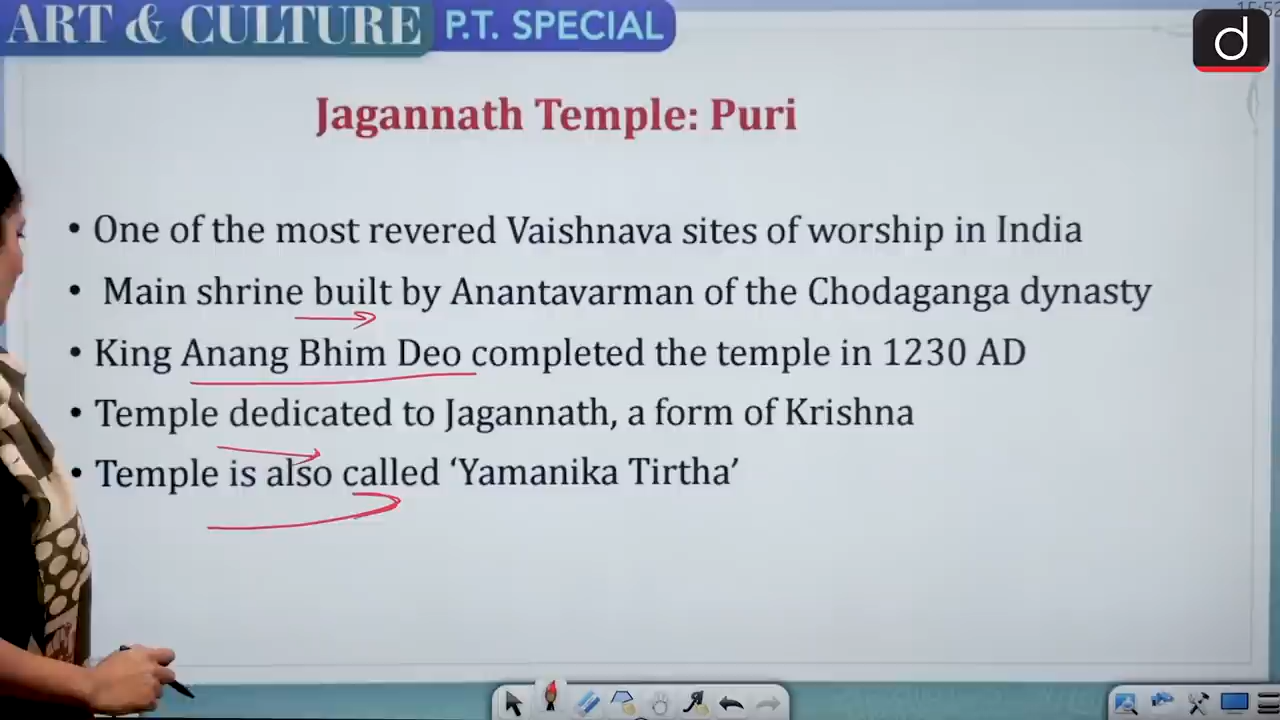 ART & CULTURE P.T. SPECIAL
15:52
d
Jagannath Temple: Puri
• One of the most revered Vaishnava sites of worship in India
• Main shrine built by Anantavarman of the Chodaganga dynasty
• King Anang Bhim Deo completed the temple in 1230 AD
• Temple dedicated to Jagannath, a form of Krishna
• Temple is also called ‘Yamanika Tirtha’